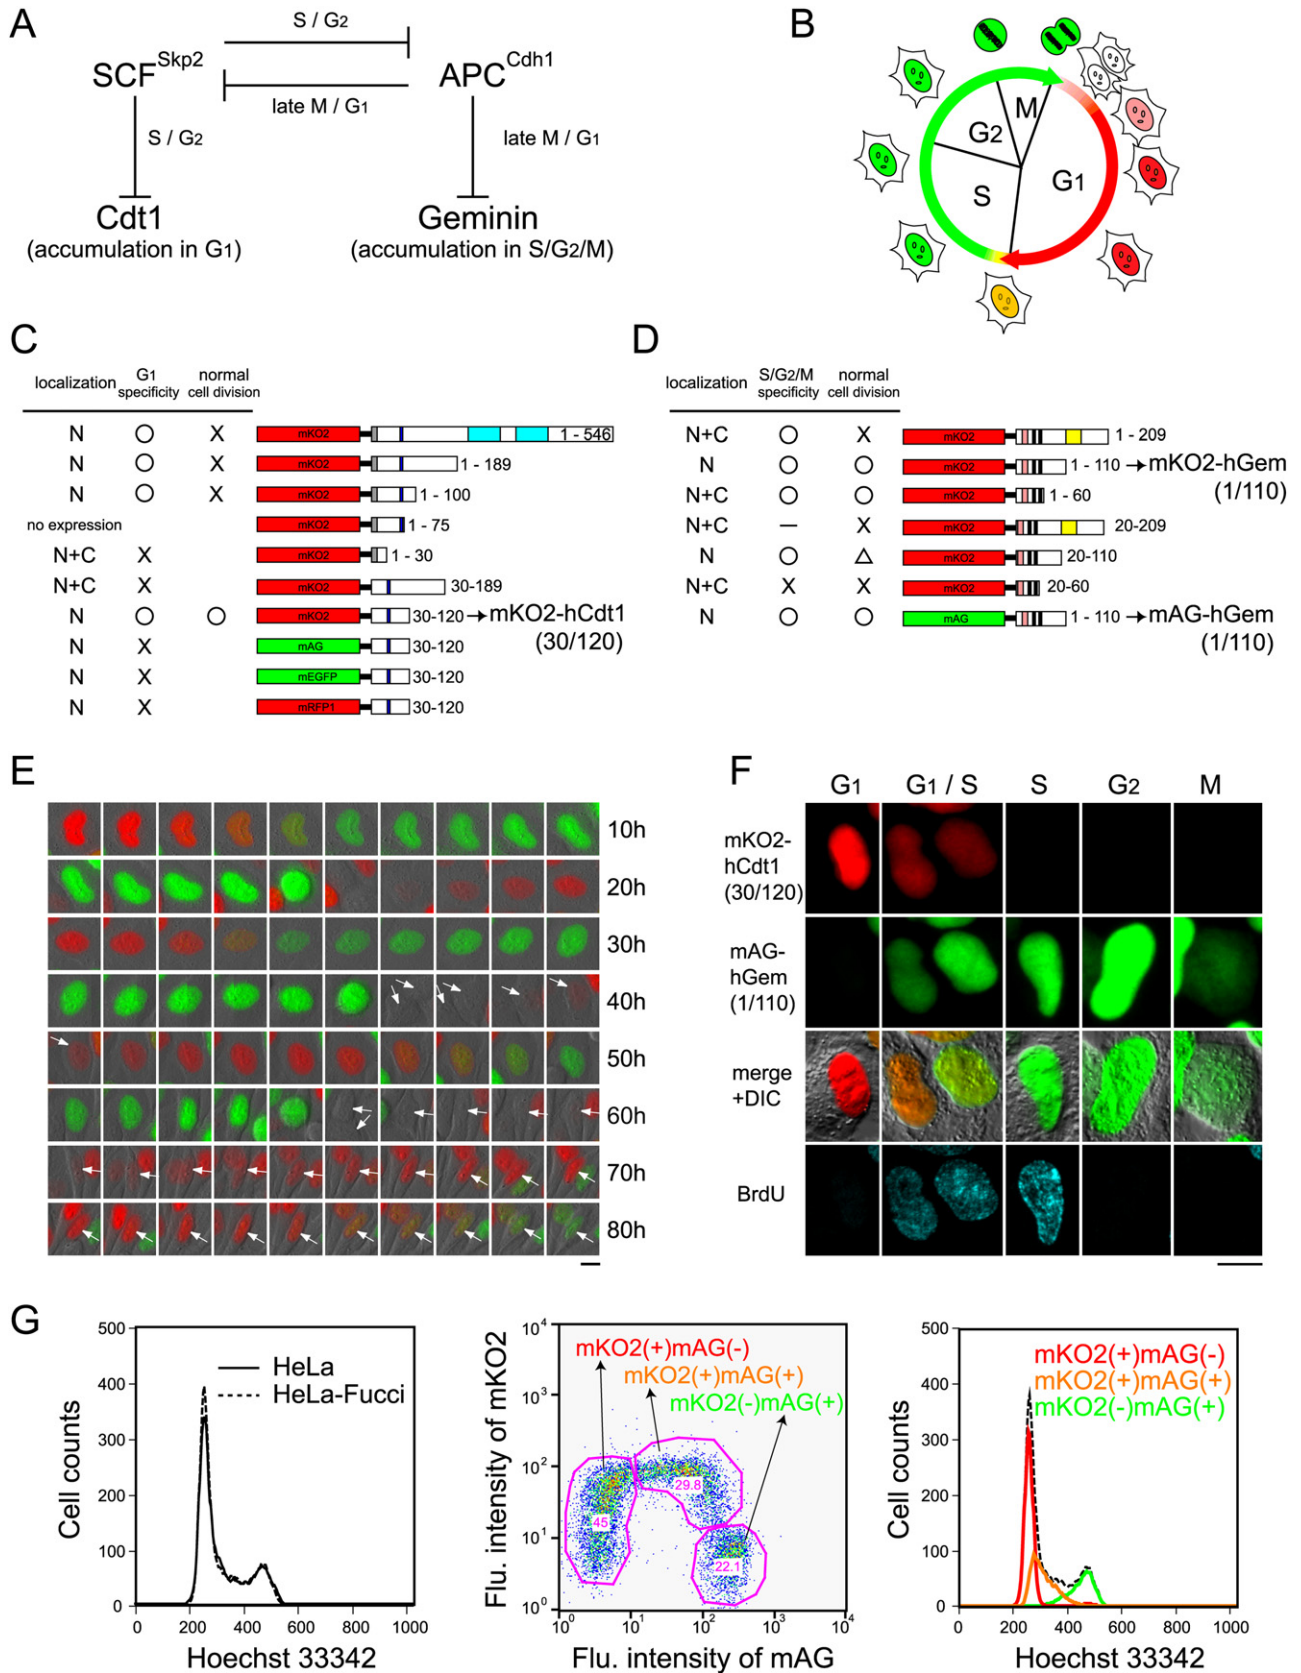 A
S / G2
SCF Skp2
APC Cdh1
late M / G1
S / G2
late M / G1
Cdt1
(accumulation in G1)
Geminin
(accumulation in S/G2/M)
B
M
G2
G1
S
C
localization
G1 specificity
normal cell division
N O X mKO2 1 - 546
N O X mKO2 1 - 189
N O X mKO2 1 - 100
no expression mKO2 1 - 75
N+C X mKO2 1 - 30
N+C X mKO2 30-189
N O O mKO2 30-120 → mKO2-hCdt1
(30/120)
N X mAG 30-120
N X mEGFP 30-120
N X mRFP1 30-120
D
localization
S/G2/M specificity
normal cell division
N+C O X mKO2 1 - 209
N O O mKO2 1 - 110 → mKO2-hGem
(1/110)
N+C O O mKO2 1 - 60
N+C — X mKO2 20-209
N O △ mKO2 20-110
N+C X X mKO2 20-60
N O O mAG 1 - 110 → mAG-hGem
(1/110)
E
10h
20h
30h
40h
50h
60h
70h
80h
F
G1 G1 / S S G2 M
mKO2-
hCdt1
(30/120)
mAG-
hGem
(1/110)
merge
+DIC
BrdU
G
500
400
300
200
100
0
Cell counts
HeLa
HeLa-Fucci
0 200 400 600 800 1000
Hoechst 33342
10^4
10^3
10^2
10^1
10^0
Flu. intensity of mKO2
mKO2(+)mAG(-)
mKO2(+)mAG(+)
mKO2(-)mAG(+)
45
29.8
22.1
10^0 10^1 10^2 10^3 10^4
Flu. intensity of mAG
500
400
300
200
100
0
Cell counts
mKO2(+)mAG(-)
mKO2(+)mAG(+)
mKO2(-)mAG(+)
0 200 400 600 800 1000
Hoechst 33342